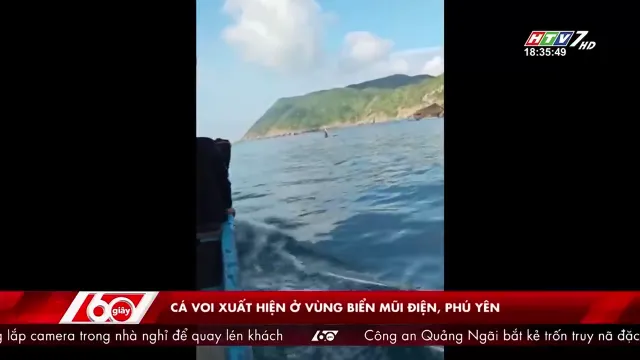 HTV7 HD
18:35:49
60 giây
CÁ VOI XUẤT HIỆN Ở VÙNG BIỂN MŨI ĐIỆN, PHÚ YÊN
lắp camera trong nhà nghỉ để quay lén khách 60 Công an Quảng Ngãi bắt kẻ trốn truy nã